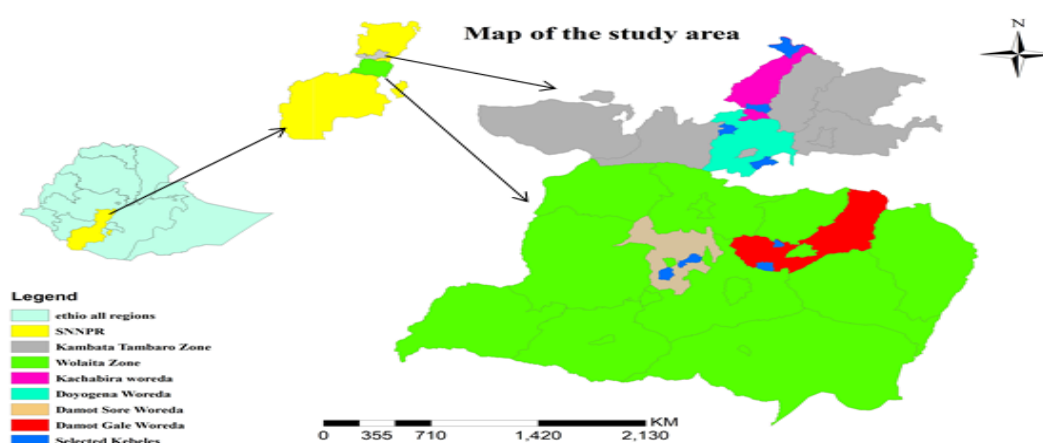 Map of the study area
N
Legend
ethio all regions
SNNPR
Kambata Tambaro Zone
Wolaita Zone
Kachabira woreda
Doyogena Woreda
Damot Sore Woreda
Damot Gale Woreda
Selected Kebeles
KM
0 355 710 1,420 2,130